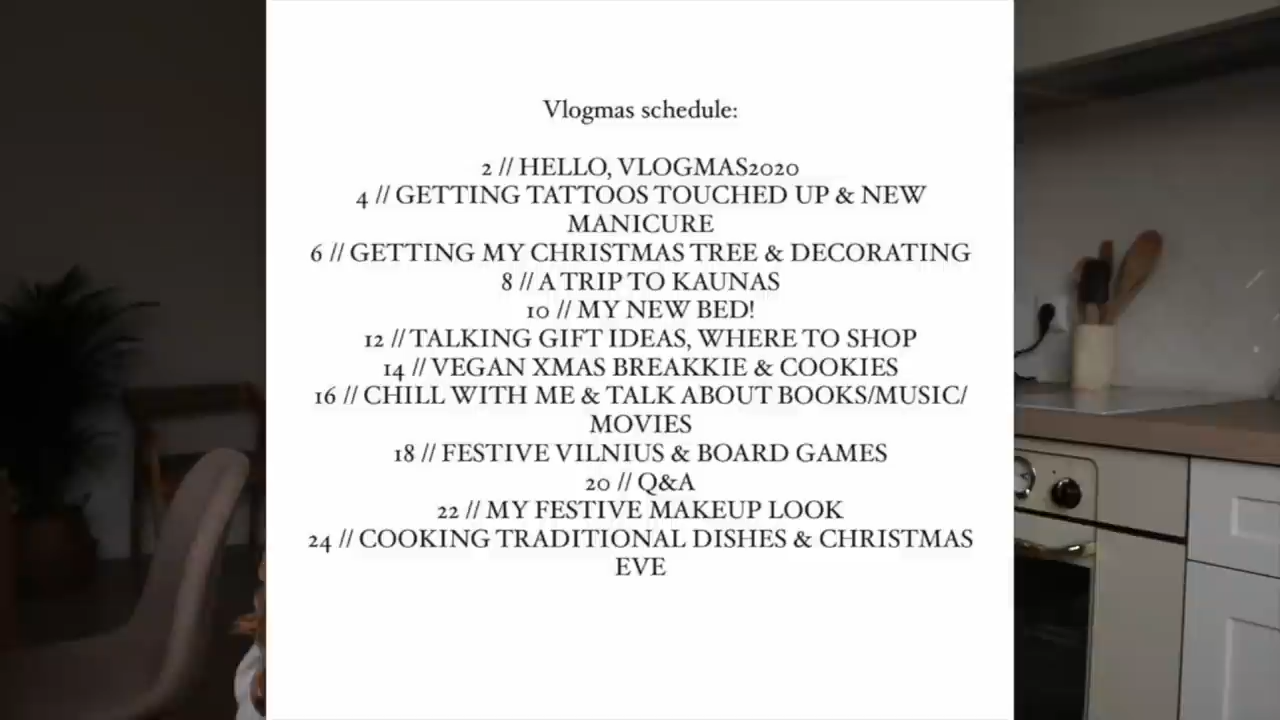 Vlogmas schedule:
2 // HELLO, VLOGMAS2020
4 // GETTING TATTOOS TOUCHED UP & NEW
MANICURE
6 // GETTING MY CHRISTMAS TREE & DECORATING
8 // A TRIP TO KAUNAS
10 // MY NEW BED!
12 // TALKING GIFT IDEAS, WHERE TO SHOP
14 // VEGAN XMAS BREAKKIE & COOKIES
16 // CHILL WITH ME & TALK ABOUT BOOKS/MUSIC/
MOVIES
18 // FESTIVE VILNIUS & BOARD GAMES
20 // Q&A
22 // MY FESTIVE MAKEUP LOOK
24 // COOKING TRADITIONAL DISHES & CHRISTMAS
EVE